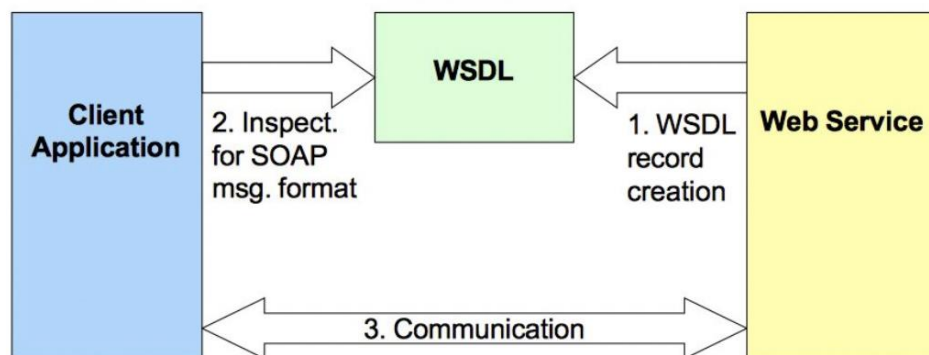 Client
Application
2. Inspect.
for SOAP
msg. format
WSDL
1. WSDL
record
creation
Web Service
3. Communication